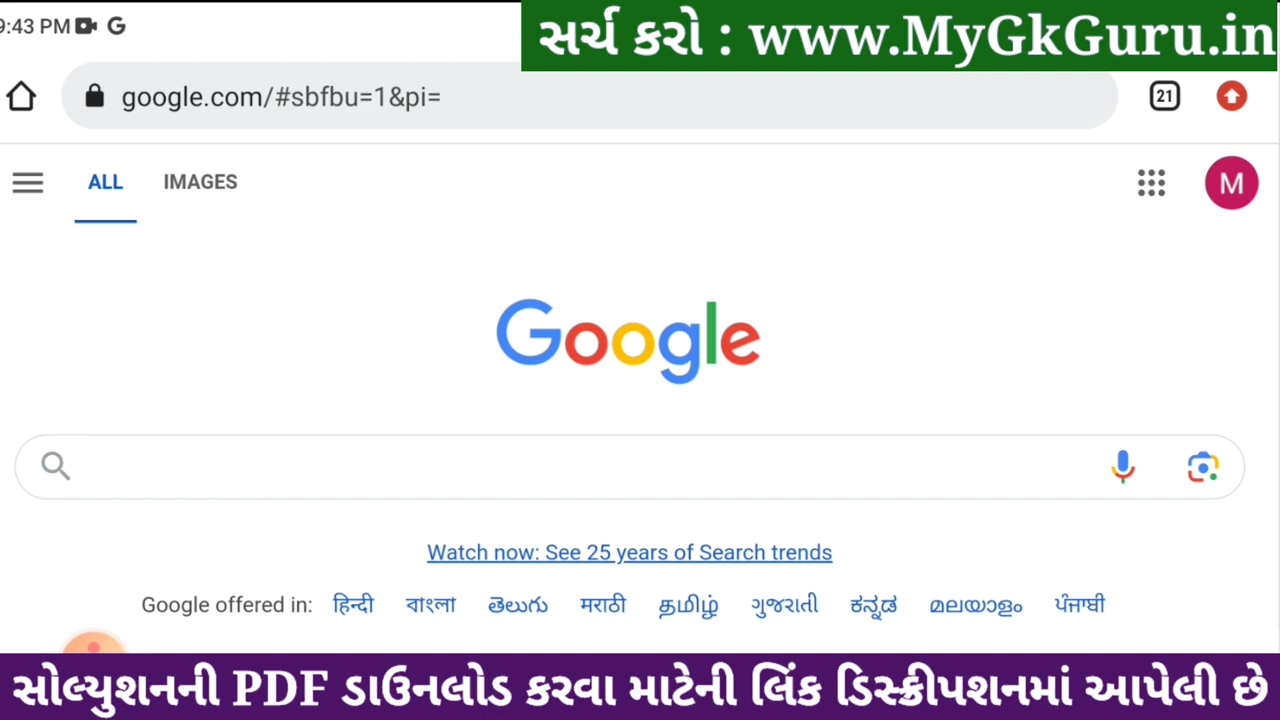 9:43 PM G
સર્ચ કરો : www.MyGkGuru.in
google.com/#sbfbu=1&pi=
21
ALL IMAGES
M
Google
Watch now: See 25 years of Search trends
Google offered in: हिन्दी বাংলা తెలుగు मराठी தமிழ் ગુજરાતી ಕನ್ನಡ മലയാളം ਪੰਜਾਬੀ
સોલ્યુશનની PDF ડાઉનલોડ કરવા માટેની લિંક ડિસ્ક્રીપશનમાં આપેલી છે